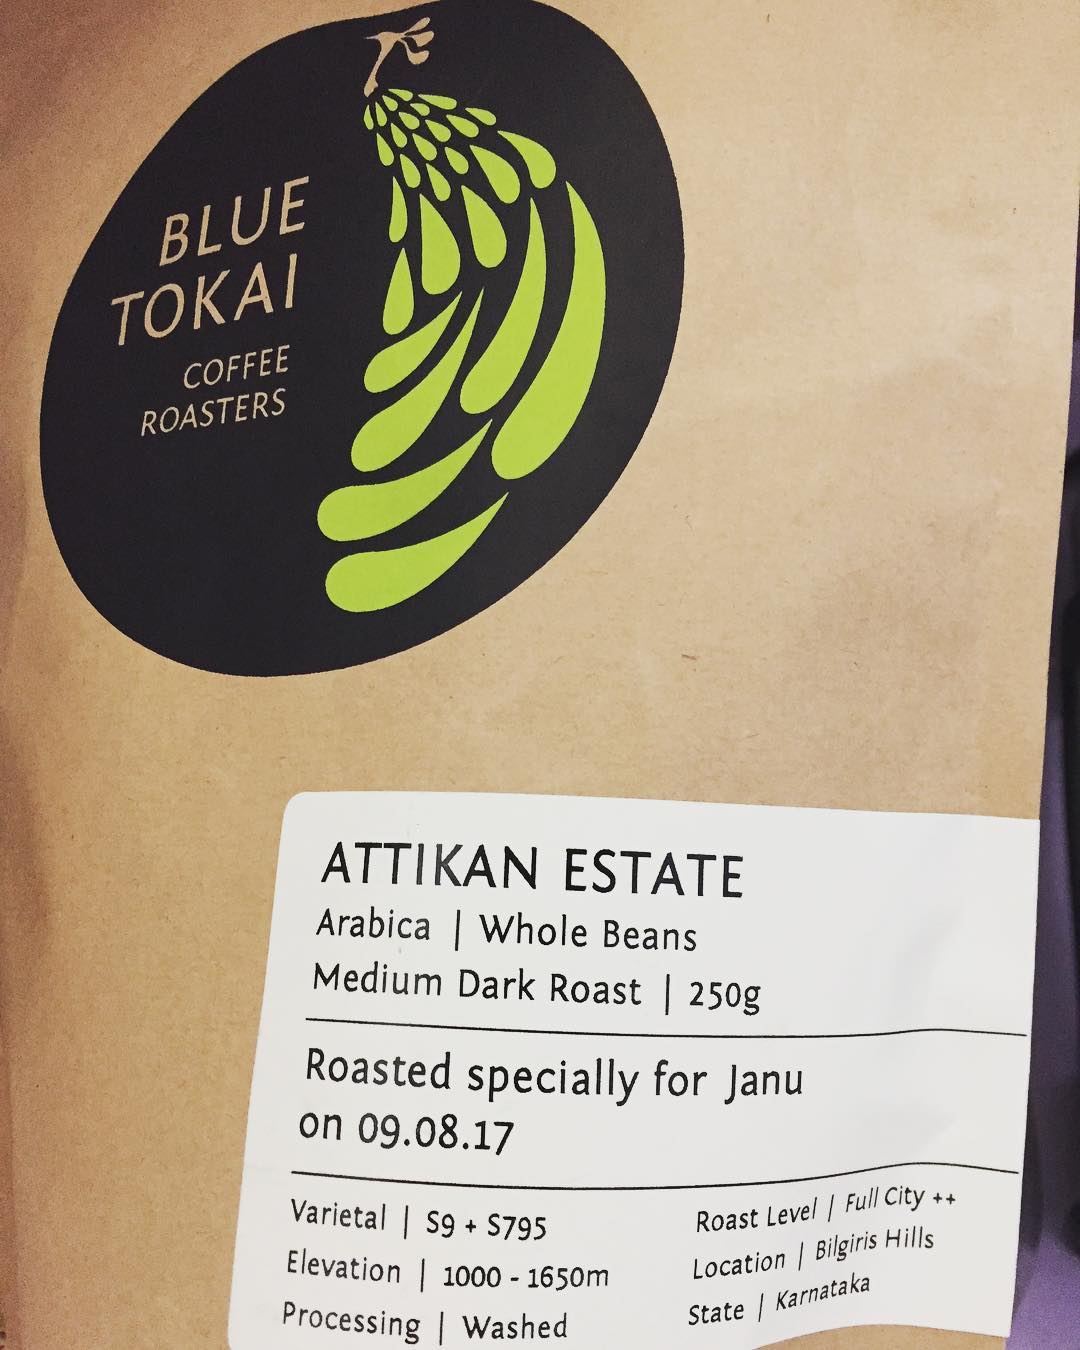 BLUE
TOKAI
COFFEE
ROASTERS
ATTIKAN ESTATE
Arabica | Whole Beans
Medium Dark Roast | 250g
Roasted specially for Janu
on 09.08.17
Varietal | S9 + S795
Elevation | 1000 - 1650m
Processing | Washed
Roast Level | Full City ++
Location | Bilgiris Hills
State | Karnataka